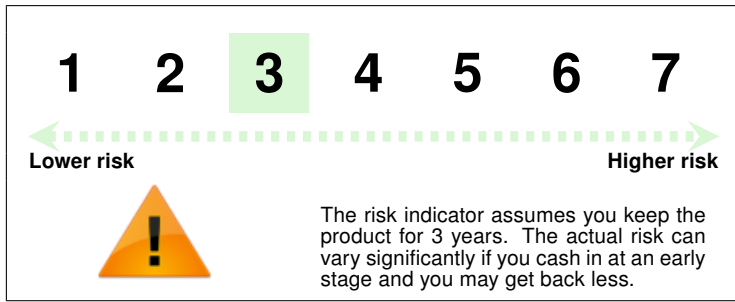 1 2 3 4 5 6 7
Lower risk Higher risk
The risk indicator assumes you keep the
product for 3 years. The actual risk can
vary significantly if you cash in at an early
stage and you may get back less.